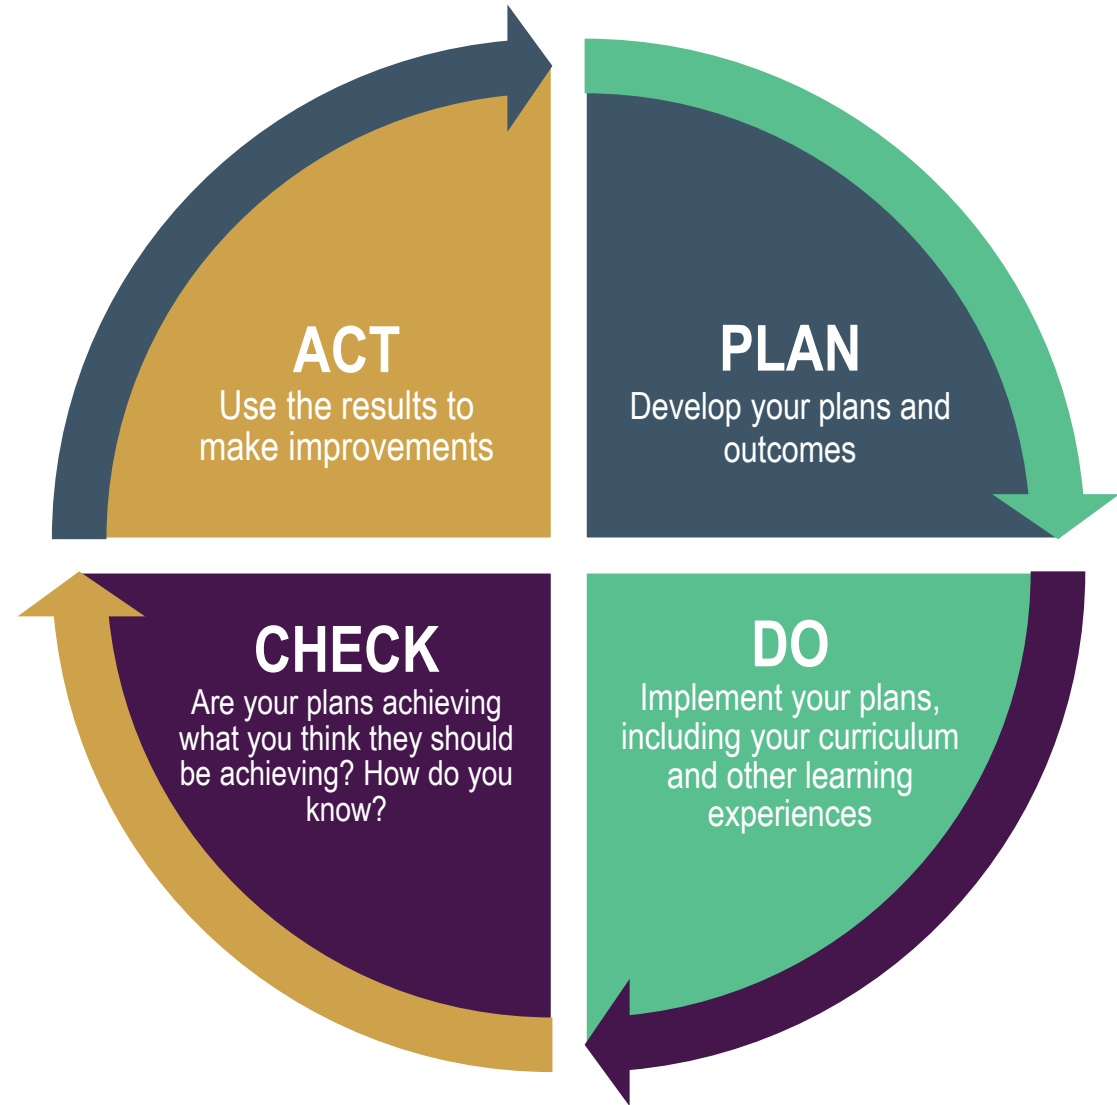 ACT
Use the results to
make improvements
PLAN
Develop your plans and
outcomes
CHECK
Are your plans achieving
what you think they should
be achieving? How do you
know?
DO
Implement your plans,
including your curriculum
and other learning
experiences